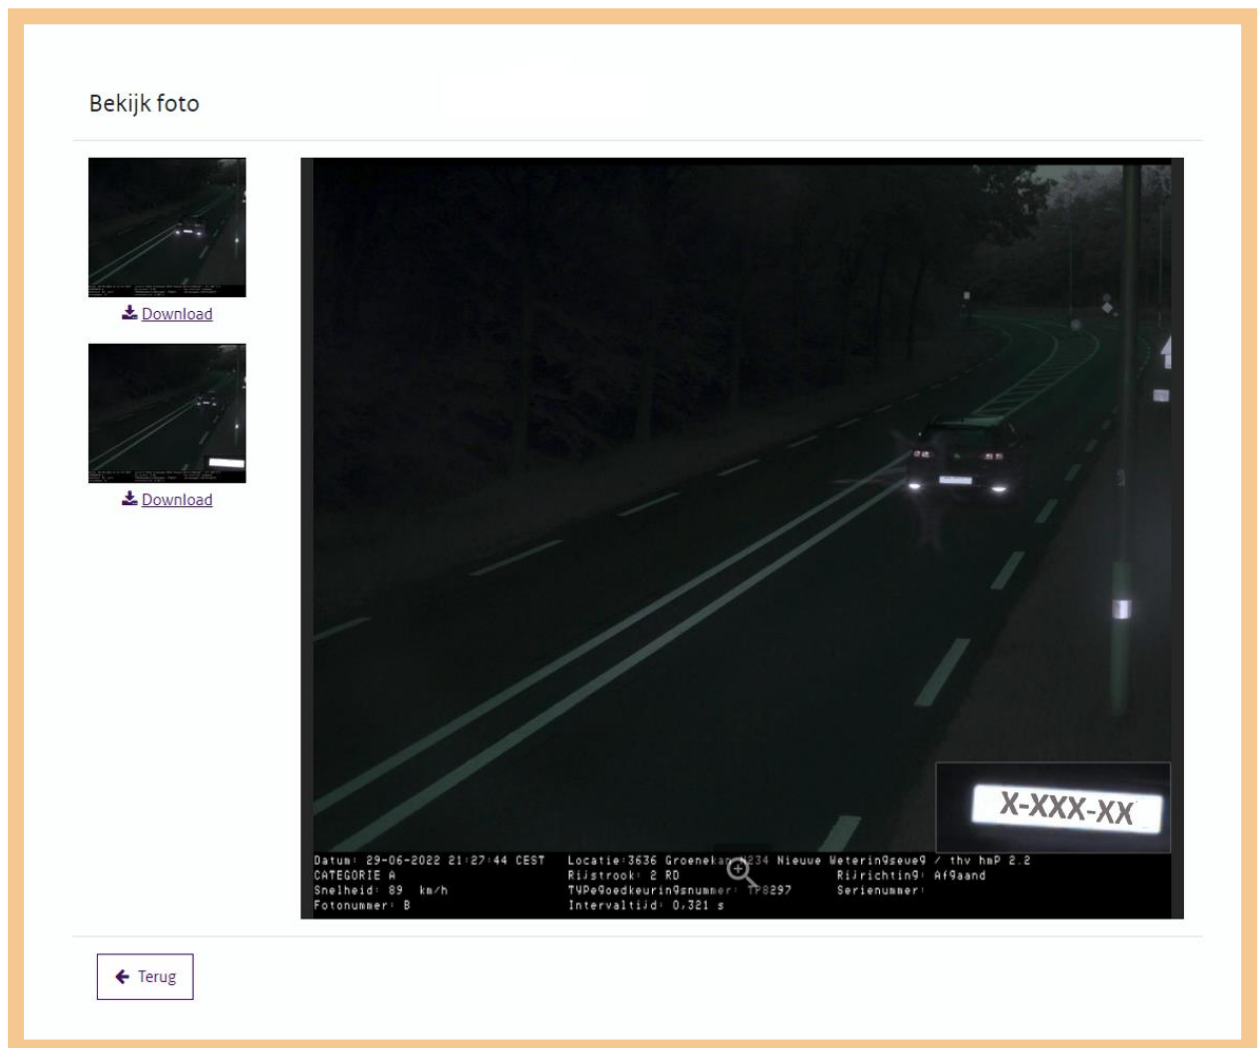 Bekijk foto
Download
Download
X-XXX-XX
Datum: 29-06-2022 21:27:44 CEST Locatie:3636 Groenekan N234 Nieuwe Weteringseweg / thv hmp 2.2
CATEGORIE A Rijstrook: 2 RD Rijrichting: Afgaand
Snelheid: 89 km/h Typegoedkeuringsnummer: TP8297 Serienummer:
Fotonummer: B Intervaltijd: 0,321 s
Terug